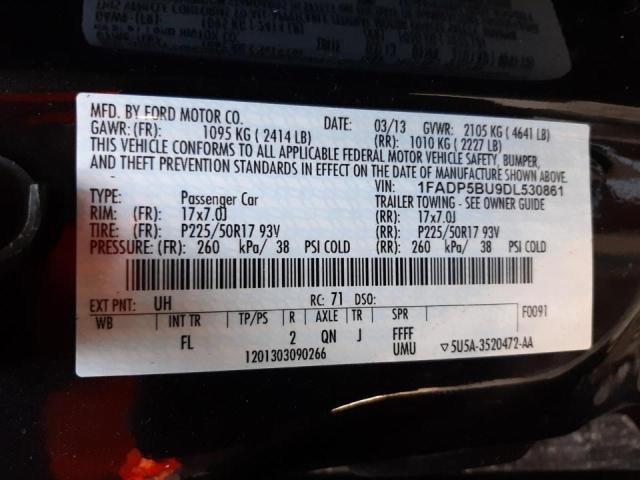 MFD. BY FORD MOTOR CO.
DATE: 03/13 GVWR: 2105 KG ( 4641 LB)
GAWR: (FR): 1095 KG ( 2414 LB) (RR): 1010 KG ( 2227 LB)
THIS VEHICLE CONFORMS TO ALL APPLICABLE FEDERAL MOTOR VEHICLE SAFETY, BUMPER,
AND THEFT PREVENTION STANDARDS IN EFFECT ON THE DATE OF MANUFACTURE SHOWN ABOVE.
VIN: 1FADP5BU9DL530861
TYPE: Passenger Car TRAILER TOWING - SEE OWNER GUIDE
RIM: (FR): 17x7.0J (RR): 17x7.0J
TIRE: (FR): P225/50R17 93V (RR): P225/50R17 93V
PRESSURE: (FR): 260 kPa/ 38 PSI COLD (RR): 260 kPa/ 38 PSI COLD
EXT PNT: UH RC: 71 DSO: F0091
WB INT TR TP/PS R AXLE TR SPR
FL 2 QN J FFFF
1201303090266 UMU ▽5U5A-3520472-AA